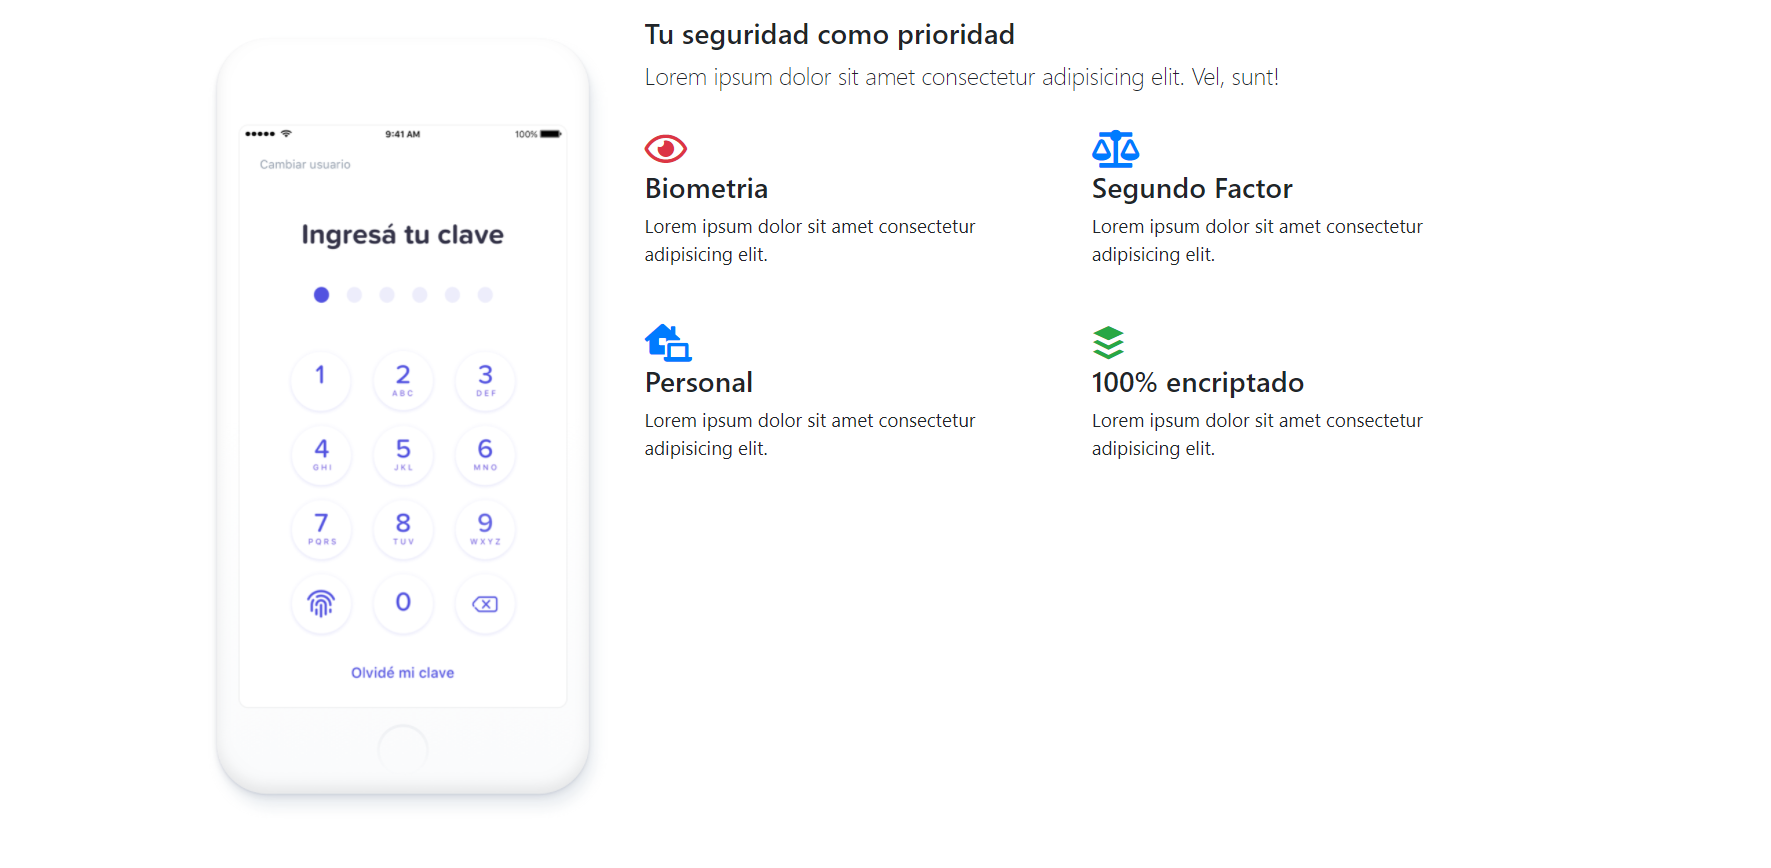 9:41 AM
100%
Cambiar usuario
Ingresá tu clave
1
2
ABC
3
DEF
4
GHI
5
JKL
6
MNO
7
PQRS
8
TUV
9
WXYZ
0
Olvidé mi clave
Tu seguridad como prioridad
Lorem ipsum dolor sit amet consectetur adipisicing elit. Vel, sunt!
Biometria
Lorem ipsum dolor sit amet consectetur
adipisicing elit.
Segundo Factor
Lorem ipsum dolor sit amet consectetur
adipisicing elit.
Personal
Lorem ipsum dolor sit amet consectetur
adipisicing elit.
100% encriptado
Lorem ipsum dolor sit amet consectetur
adipisicing elit.